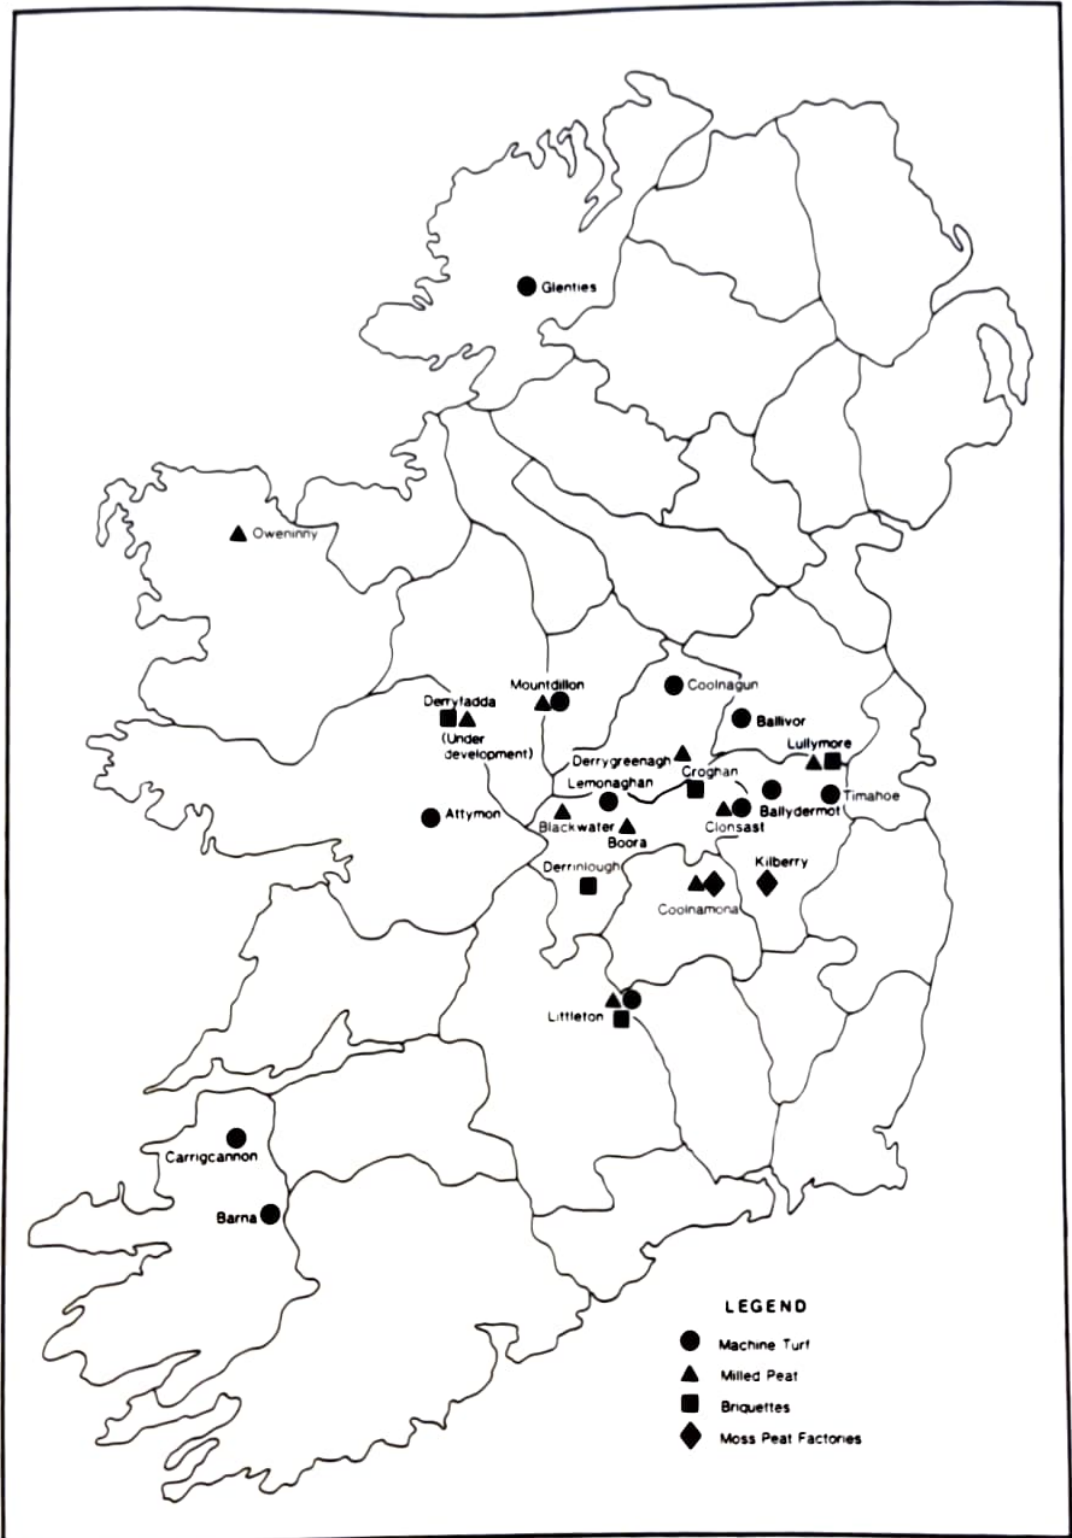 Glenties
Oweninny
Mountdillon
Coolnagun
Derryfadda
(Under
development)
Ballivor
Lullymore
Derrygreenagh
Croghan
Lemonaghan
Timahoe
Attymon
Ballydermot
Blackwater
Clonsast
Boora
Kilberry
Derrinlough
Coolnamona
Littleton
Carrigcannon
Barna
LEGEND
Machine Turf
Milled Peat
Briquettes
Moss Peat Factories